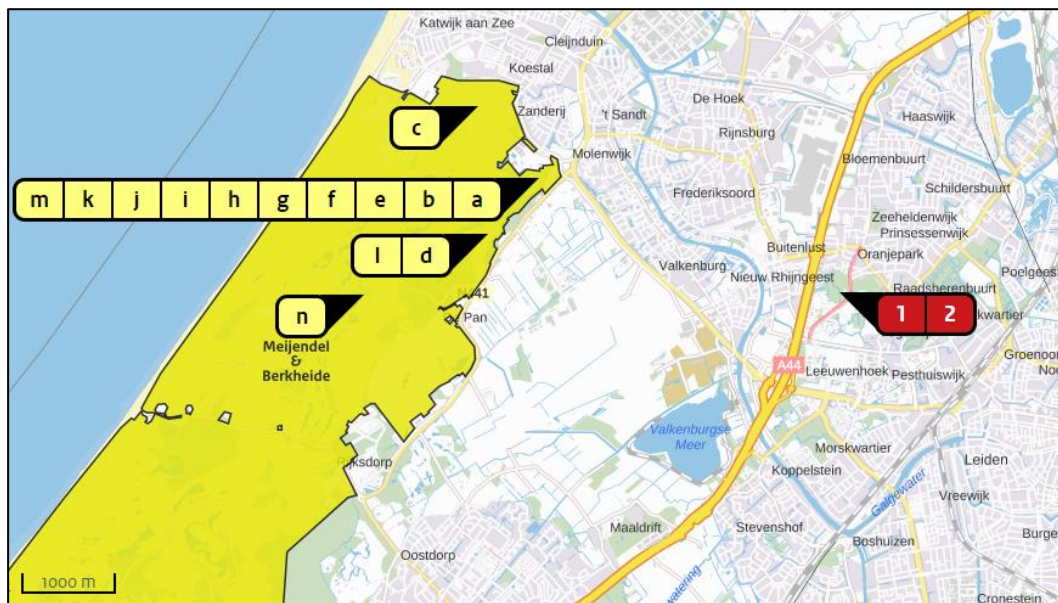 Katwijk aan Zee
Cleijnduin
Koestal
De Hoek
Zanderij
't Sandt
Haaswijk
c
Rijnsburg
Molenwijk
Bloemenbuurt
m k j i h g f e b a
Frederiksoord
Schildersbuurt
Zeeheldenwijk
Prinsessenwijk
l d
Buitenlust
Oranjepark
Valkenburg
Nieuw Rhijngeest
Poelgeest
Raadsherenbuurt
n
1 2
Pan
Meijendel
&
Berkheide
A44
Leeuwenhoek
Pesthuiswijk
Valkenburgse
Meer
Morskwartier
Rijksdorp
Koppelstein
Leiden
Galgewater
Vreewijk
Maaldrift
Stevenshof
Oostdorp
Boshuizen
1000 m
Cronestein